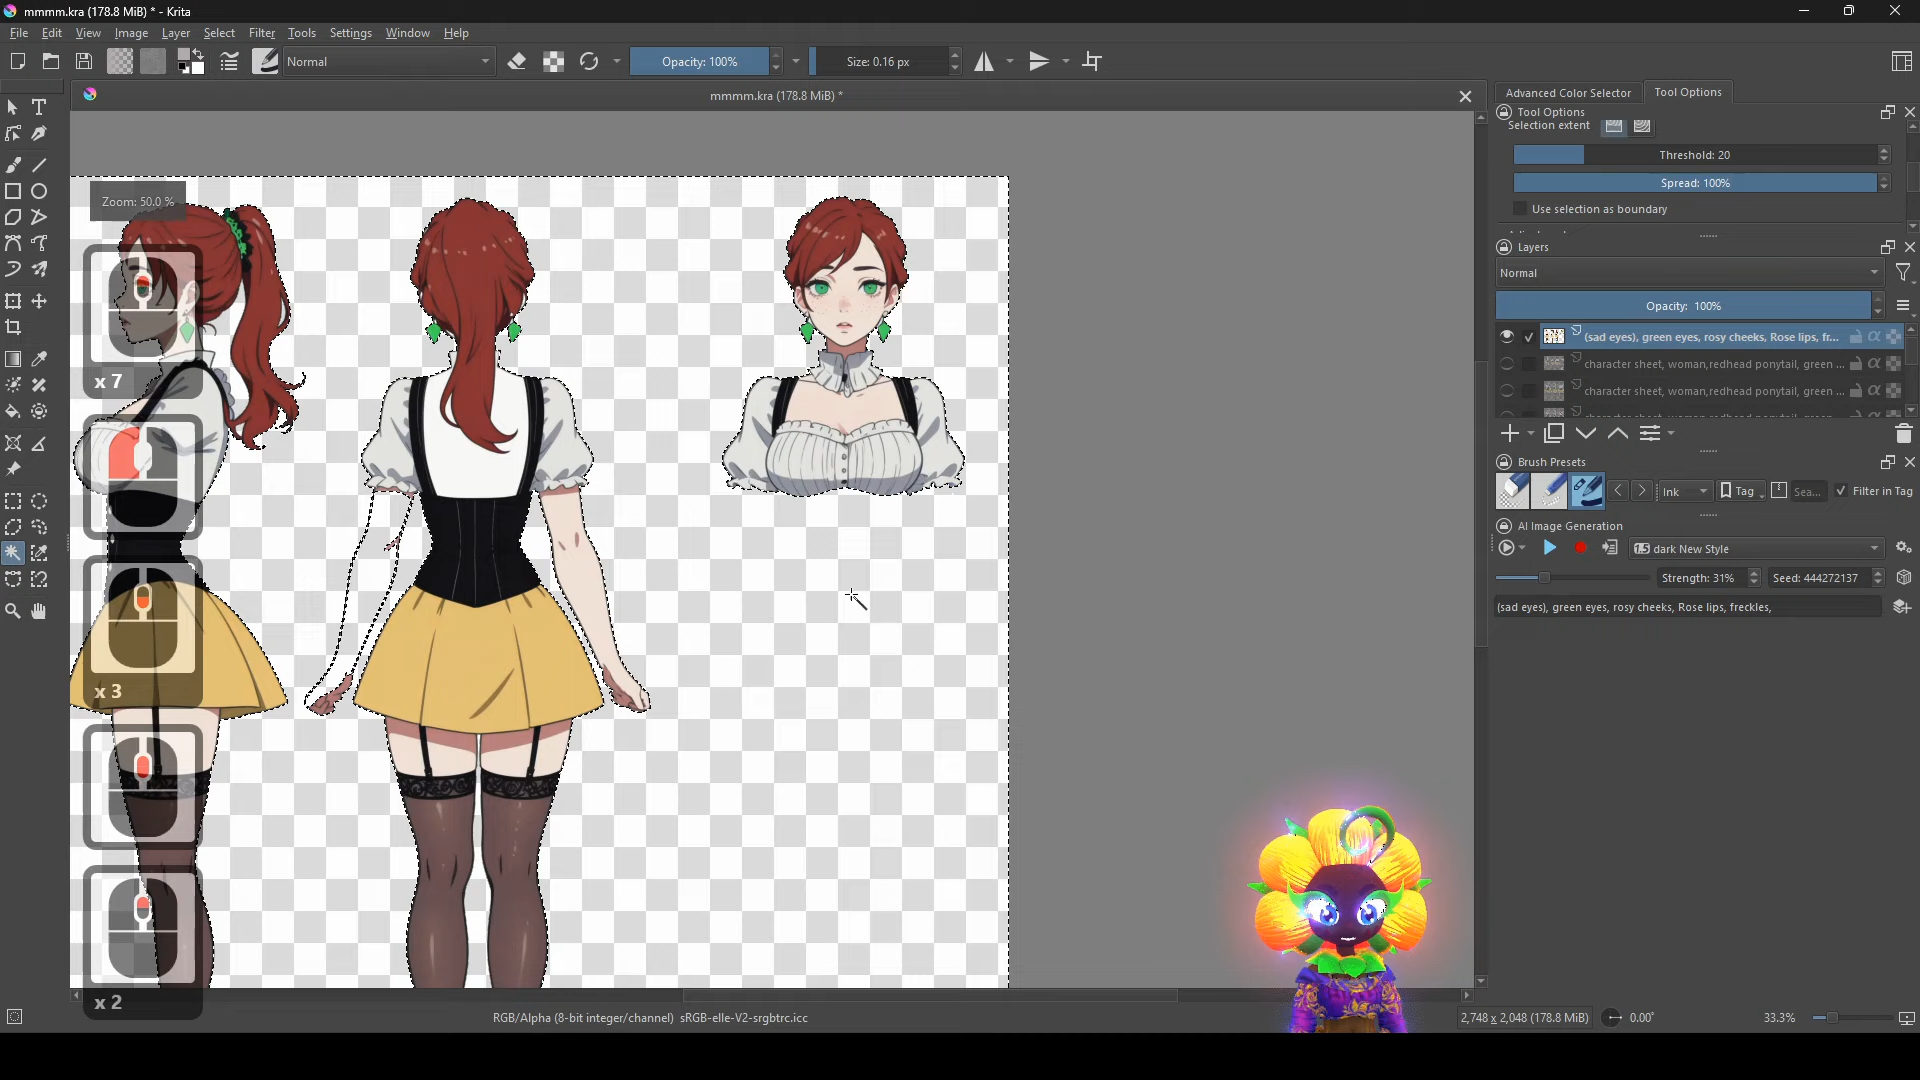 mmmm.kra (178.8 MiB) * - Krita
File Edit View Image Layer Select Filter Tools Settings Window Help
Normal
Opacity: 100%
Size: 0.16 px
mmmm.kra (178.8 MiB) *
Advanced Color Selector
Tool Options
Tool Options
Selection extent
Threshold: 20
Spread: 100%
Use selection as boundary
Zoom: 50.0 %
Layers
Normal
Opacity: 100%
(sad eyes), green eyes, rosy cheeks, Rose lips, fr...
character sheet, woman,redhead ponytail, green ...
character sheet, woman,redhead ponytail, green ...
x 7
Brush Presets
Ink
Tag
Sea...
Filter in Tag
AI Image Generation
1.5 dark New Style
Strength: 31%
Seed: 444272137
(sad eyes), green eyes, rosy cheeks, Rose lips, freckles,
x 3
x 2
RGB/Alpha (8-bit integer/channel) sRGB-elle-V2-srgbtrc.icc
2,748 x 2,048 (178.8 MiB)
0.00°
33.3%